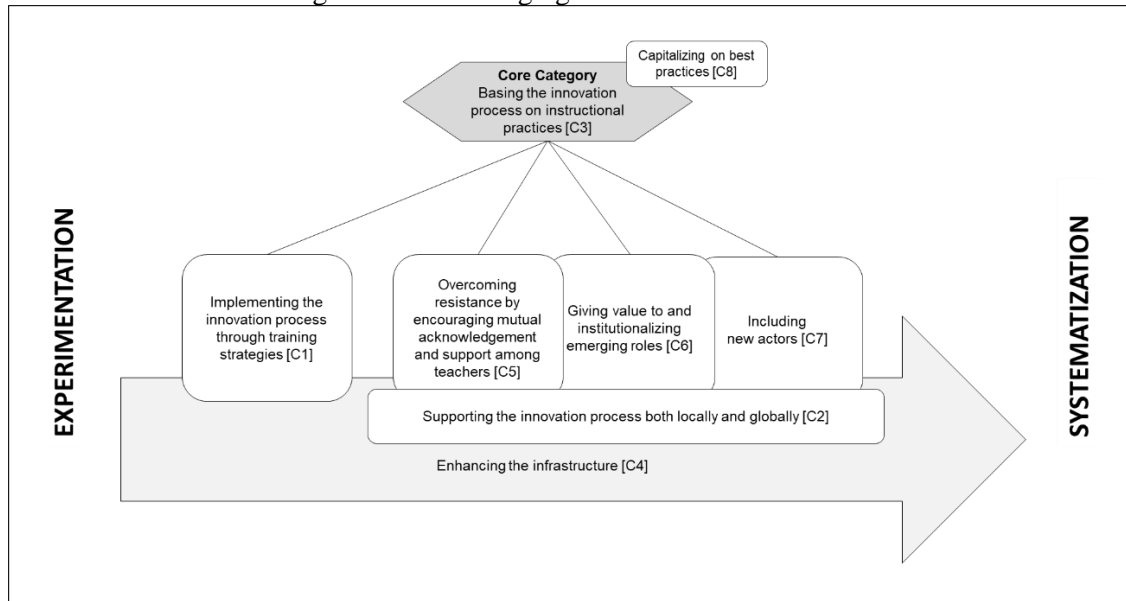 Capitalizing on best
practices [C8]
Core Category
Basing the innovation
process on instructional
practices [C3]
EXPERIMENTATION
Implementing the
innovation process
through training
strategies [C1]
Overcoming
resistance by
encouraging mutual
acknowledgement
and support among
teachers [C5]
Giving value to and
institutionalizing
emerging roles [C6]
Including
new actors [C7]
Supporting the innovation process both locally and globally [C2]
Enhancing the infrastructure [C4]
SYSTEMATIZATION